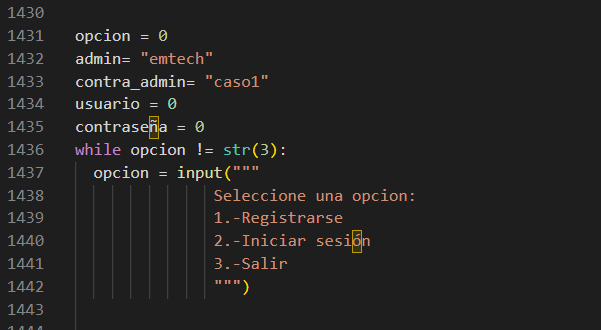 1430
1431 opcion = 0
1432 admin= "emtech"
1433 contra_admin= "caso1"
1434 usuario = 0
1435 contraseña = 0
1436 while opcion != str(3):
1437 opcion = input("""
1438 Seleccione una opcion:
1439 1.-Registrarse
1440 2.-Iniciar sesión
1441 3.-Salir
1442 """)
1443
1444